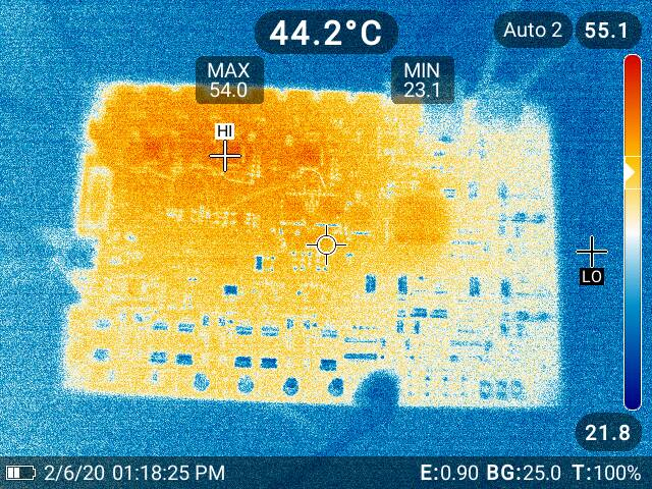 44.2°C
Auto 2
55.1
MAX
54.0
MIN
23.1
HI
LO
21.8
2/6/20 01:18:25 PM
E:0.90 BG:25.0 T:100%